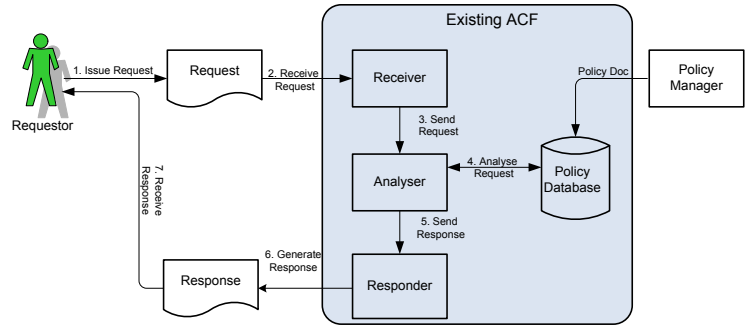 Existing ACF
1. Issue Request
Request
2. Receive
Request
Receiver
Policy Doc
Policy
Manager
Requestor
3. Send
Request
Analyser
4. Analyse
Request
Policy
Database
5. Send
Response
7. Receive
Response
6. Generate
Response
Response
Responder